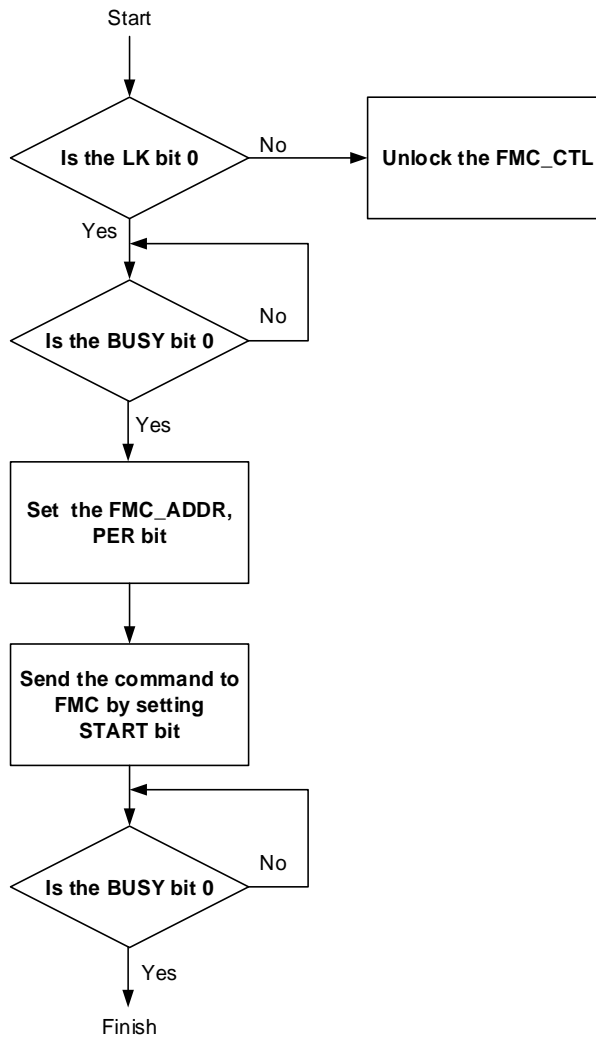 Start
Is the LK bit 0
No
Unlock the FMC_CTL
Yes
Is the BUSY bit 0
No
Yes
Set the FMC_ADDR,
PER bit
Send the command to
FMC by setting
START bit
Is the BUSY bit 0
No
Yes
Finish